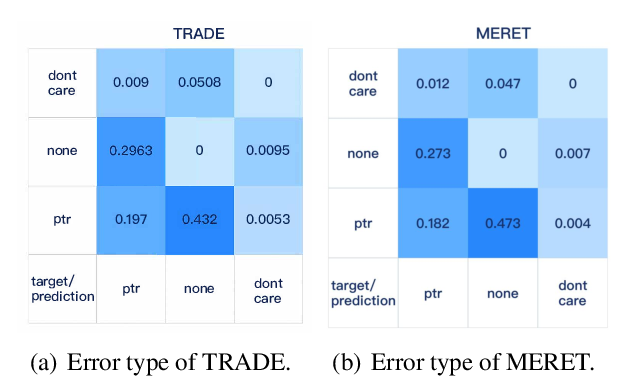 TRADE
dont care 0.009 0.0508 0
none 0.2963 0 0.0095
ptr 0.197 0.432 0.0053
target/ prediction ptr none dont care
(a) Error type of TRADE.
MERET
dont care 0.012 0.047 0
none 0.273 0 0.007
ptr 0.182 0.473 0.004
target/ prediction ptr none dont care
(b) Error type of MERET.